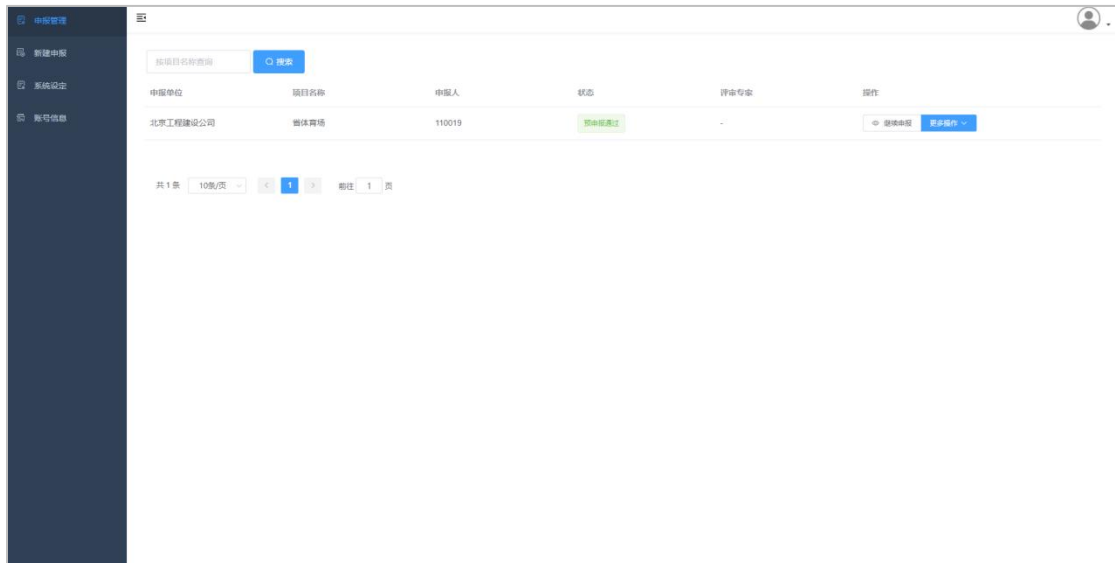 申报管理
新建申报
系统设定
账号信息
按项目名称查询 搜索
申报单位 项目名称 申报人 状态 评审专家 操作
北京工程建设公司 省体育场 110019 预申报通过 - 继续申报 更多操作
共 1 条 10条/页 1 前往 1 页